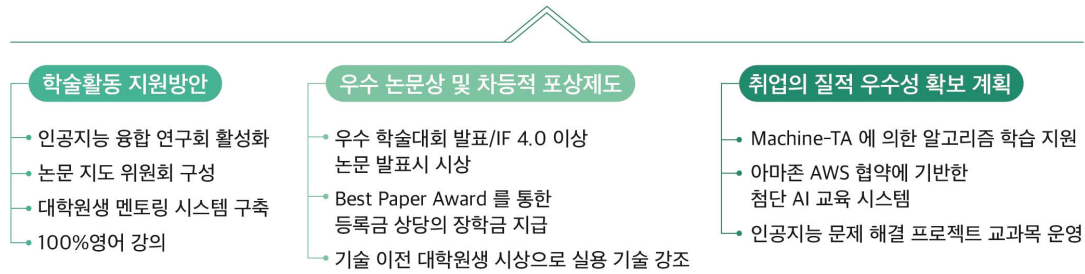 학술활동 지원방안
인공지능 융합 연구회 활성화
논문 지도 위원회 구성
대학원생 멘토링 시스템 구축
100%영어 강의
우수 논문상 및 차등적 포상제도
우수 학술대회 발표/IF 4.0 이상
논문 발표시 시상
Best Paper Award 를 통한
등록금 상당의 장학금 지급
기술 이전 대학원생 시상으로 실용 기술 강조
취업의 질적 우수성 확보 계획
Machine-TA 에 의한 알고리즘 학습 지원
아마존 AWS 협약에 기반한
첨단 AI 교육 시스템
인공지능 문제 해결 프로젝트 교과목 운영